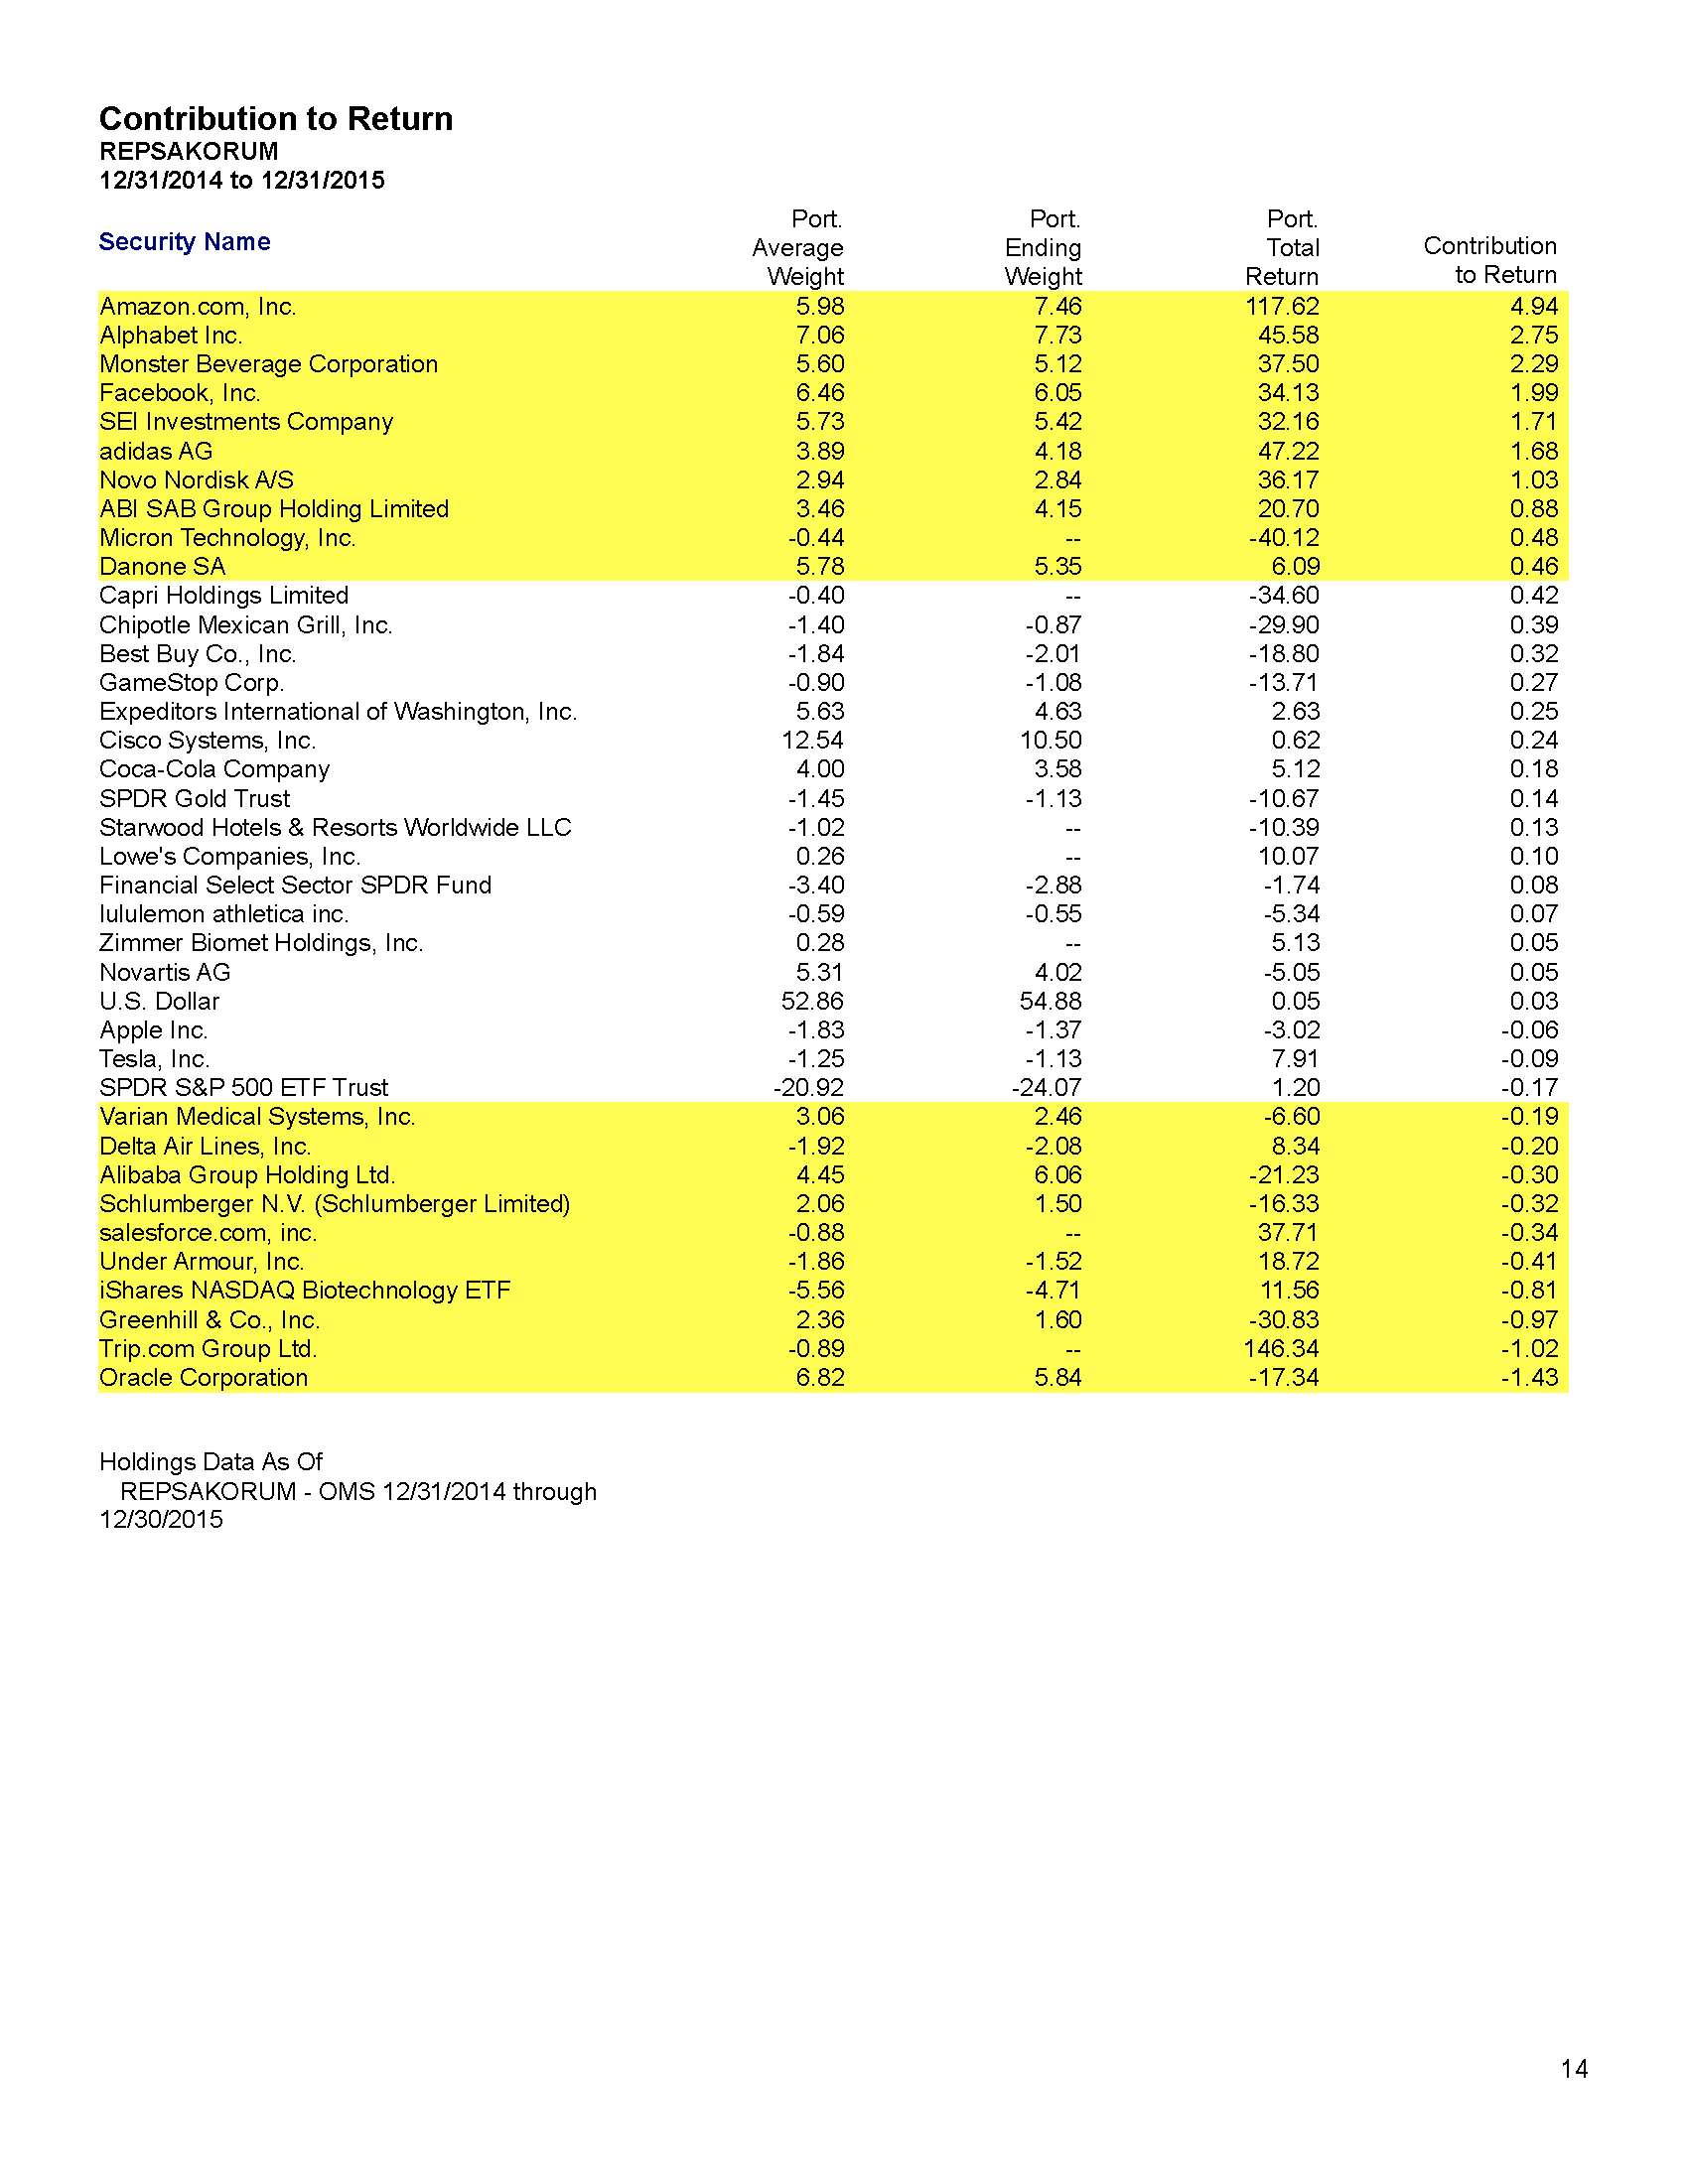 Contribution to Return
REPSAKORUM
12/31/2014 to 12/31/2015
Security Name Port. Average Weight Port. Ending Weight Port. Total Return Contribution to Return
Amazon.com, Inc. 5.98 7.46 117.62 4.94
Alphabet Inc. 7.06 7.73 45.58 2.75
Monster Beverage Corporation 5.60 5.12 37.50 2.29
Facebook, Inc. 6.46 6.05 34.13 1.99
SEI Investments Company 5.73 5.42 32.16 1.71
adidas AG 3.89 4.18 47.22 1.68
Novo Nordisk A/S 2.94 2.84 36.17 1.03
ABI SAB Group Holding Limited 3.46 4.15 20.70 0.88
Micron Technology, Inc. -0.44 -- -40.12 0.48
Danone SA 5.78 5.35 6.09 0.46
Capri Holdings Limited -0.40 -- -34.60 0.42
Chipotle Mexican Grill, Inc. -1.40 -0.87 -29.90 0.39
Best Buy Co., Inc. -1.84 -2.01 -18.80 0.32
GameStop Corp. -0.90 -1.08 -13.71 0.27
Expeditors International of Washington, Inc. 5.63 4.63 2.63 0.25
Cisco Systems, Inc. 12.54 10.50 0.62 0.24
Coca-Cola Company 4.00 3.58 5.12 0.18
SPDR Gold Trust -1.45 -1.13 -10.67 0.14
Starwood Hotels & Resorts Worldwide LLC -1.02 -- -10.39 0.13
Lowe's Companies, Inc. 0.26 -- 10.07 0.10
Financial Select Sector SPDR Fund -3.40 -2.88 -1.74 0.08
lululemon athletica inc. -0.59 -0.55 -5.34 0.07
Zimmer Biomet Holdings, Inc. 0.28 -- 5.13 0.05
Novartis AG 5.31 4.02 -5.05 0.05
U.S. Dollar 52.86 54.88 0.05 0.03
Apple Inc. -1.83 -1.37 -3.02 -0.06
Tesla, Inc. -1.25 -1.13 7.91 -0.09
SPDR S&P 500 ETF Trust -20.92 -24.07 1.20 -0.17
Varian Medical Systems, Inc. 3.06 2.46 -6.60 -0.19
Delta Air Lines, Inc. -1.92 -2.08 8.34 -0.20
Alibaba Group Holding Ltd. 4.45 6.06 -21.23 -0.30
Schlumberger N.V. (Schlumberger Limited) 2.06 1.50 -16.33 -0.32
salesforce.com, inc. -0.88 -- 37.71 -0.34
Under Armour, Inc. -1.86 -1.52 18.72 -0.41
iShares NASDAQ Biotechnology ETF -5.56 -4.71 11.56 -0.81
Greenhill & Co., Inc. 2.36 1.60 -30.83 -0.97
Trip.com Group Ltd. -0.89 -- 146.34 -1.02
Oracle Corporation 6.82 5.84 -17.34 -1.43
Holdings Data As Of
REPSAKORUM - OMS 12/31/2014 through
12/30/2015
14